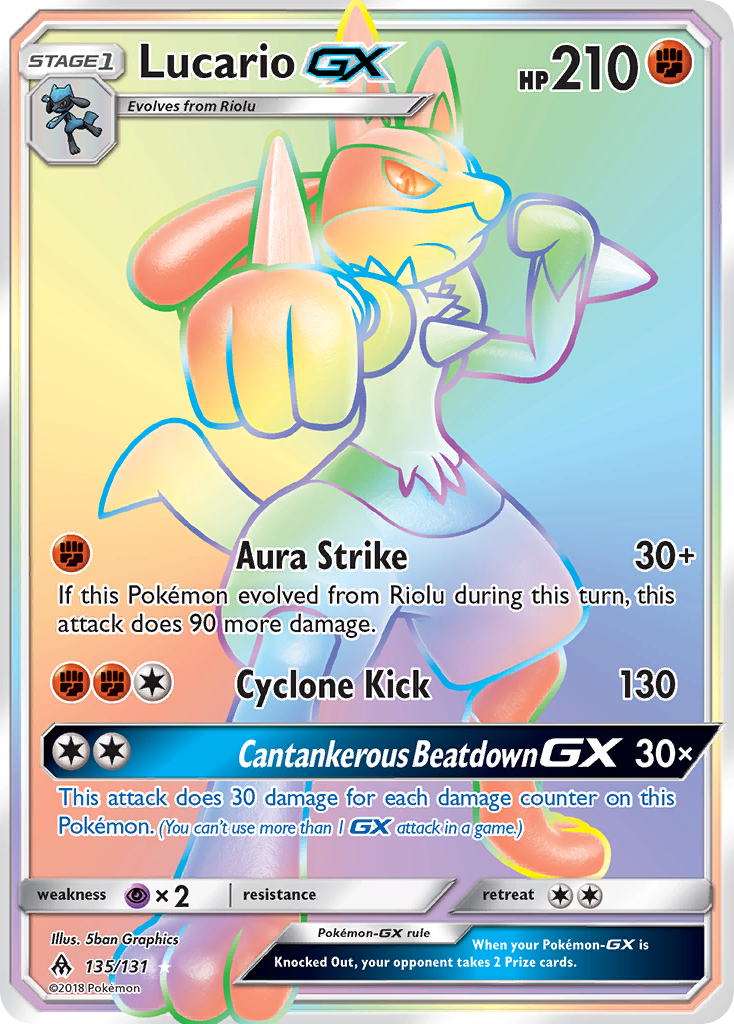 STAGE1
Lucario GX
HP210
Evolves from Riolu
Aura Strike 30+
If this Pokémon evolved from Riolu during this turn, this
attack does 90 more damage.
Cyclone Kick 130
Cantankerous Beatdown GX 30×
This attack does 30 damage for each damage counter on this
Pokémon. (You can't use more than 1 GX attack in a game.)
weakness ×2 resistance retreat
Illus. 5ban Graphics
135/131
©2018 Pokémon
Pokémon-GX rule
When your Pokémon-GX is
Knocked Out, your opponent takes 2 Prize cards.